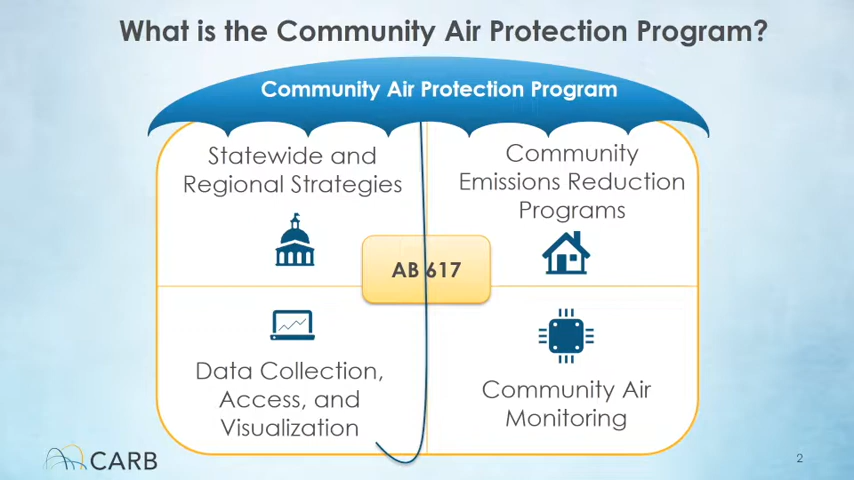 What is the Community Air Protection Program?
Community Air Protection Program
Statewide and
Regional Strategies
Community
Emissions Reduction
Programs
AB 617
Data Collection,
Access, and
Visualization
Community Air
Monitoring
CARB
2